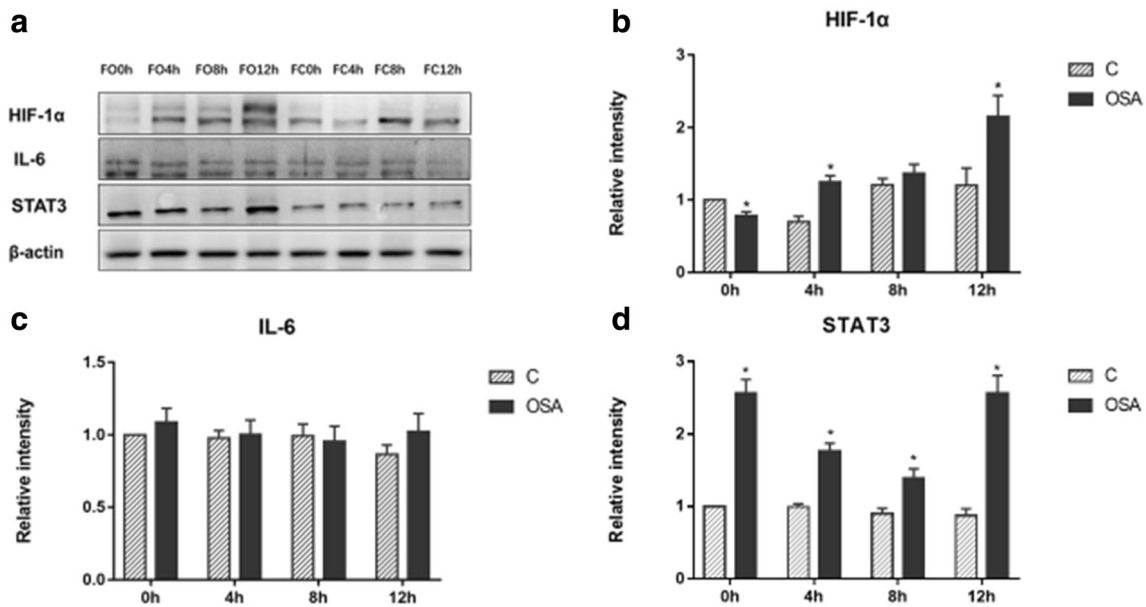 a
FO0h FO4h FO8h FO12h FC0h FC4h FC8h FC12h
HIF-1α
IL-6
STAT3
β-actin
b
HIF-1α
Relative intensity
3
2
1
0
* * *
0h 4h 8h 12h
C
OSA
c
IL-6
Relative intensity
1.5
1.0
0.5
0.0
0h 4h 8h 12h
C
OSA
d
STAT3
Relative intensity
3
2
1
0
* * * *
0h 4h 8h 12h
C
OSA